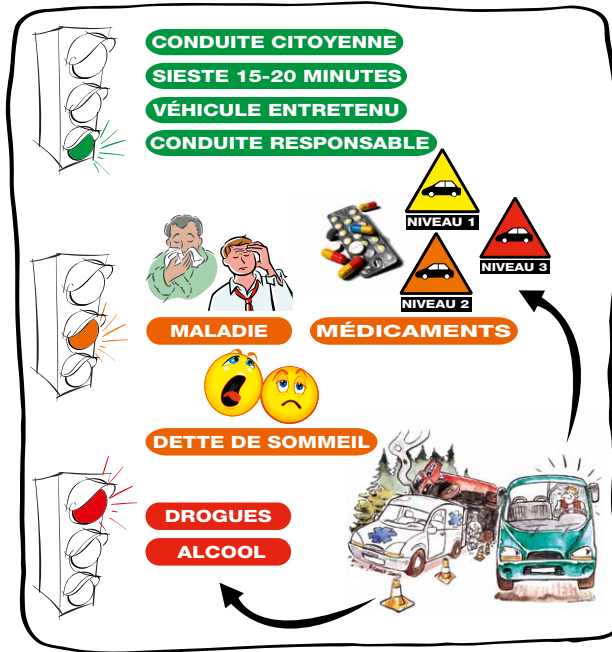 CONDUITE CITOYENNE
SIESTE 15-20 MINUTES
VÉHICULE ENTRETENU
CONDUITE RESPONSABLE
NIVEAU 1
NIVEAU 2
NIVEAU 3
MALADIE
MÉDICAMENTS
DETTE DE SOMMEIL
DROGUES
ALCOOL